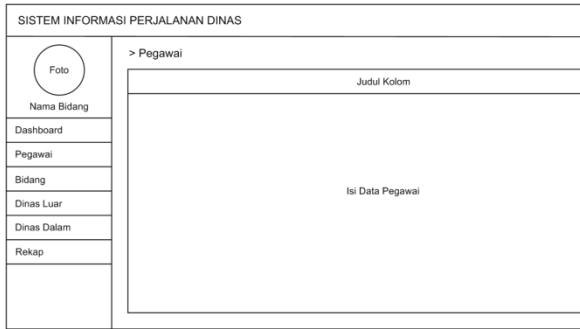 SISTEM INFORMASI PERJALANAN DINAS
Foto
Nama Bidang
Dashboard
Pegawai
Bidang
Dinas Luar
Dinas Dalam
Rekap
> Pegawai
Judul Kolom
Isi Data Pegawai